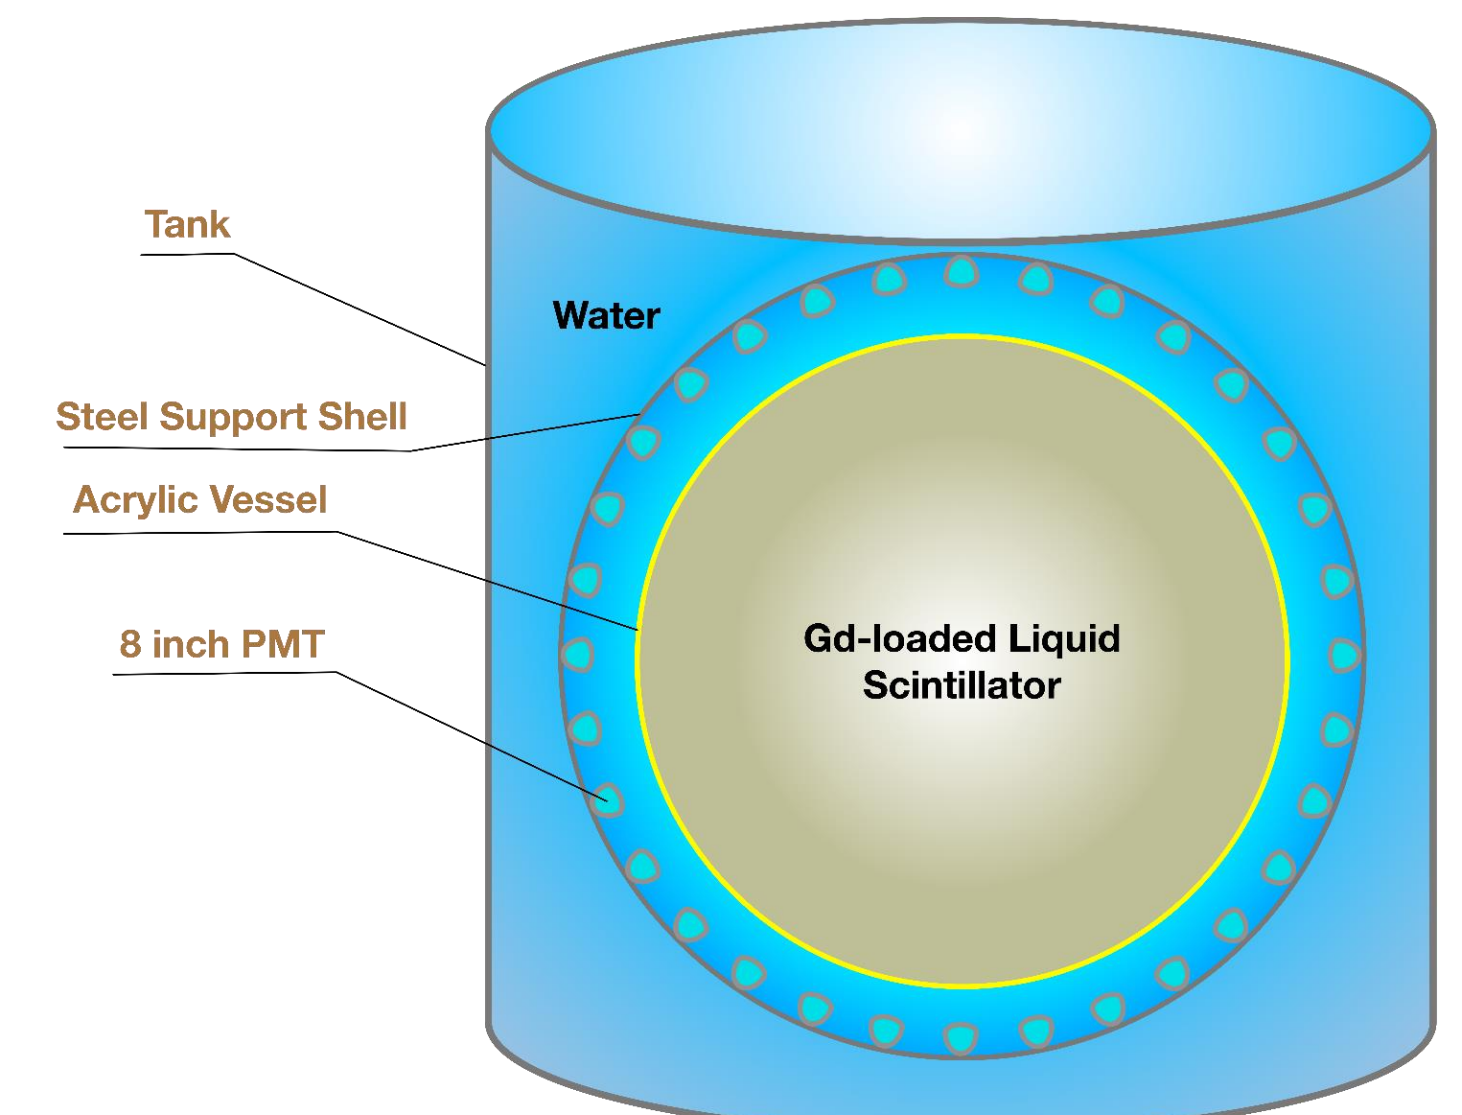 Tank
Water
Steel Support Shell
Acrylic Vessel
8 inch PMT
Gd-loaded Liquid
Scintillator